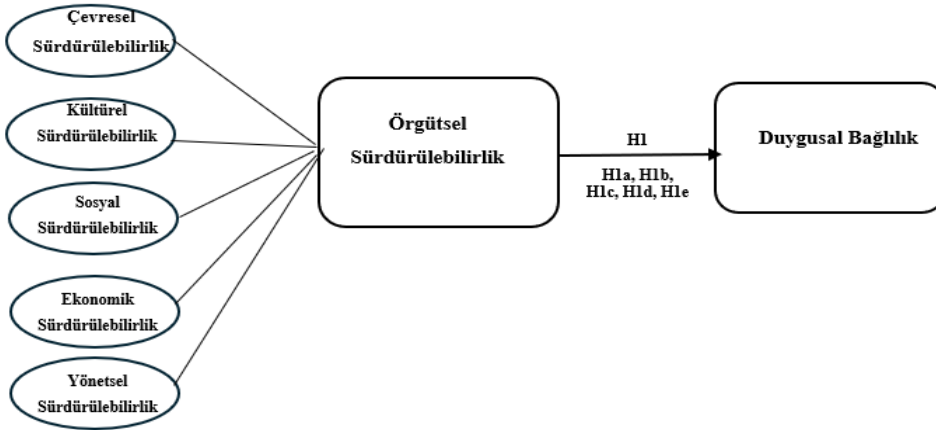 Çevresel
Sürdürülebilirlik
Kültürel
Sürdürülebilirlik
Sosyal
Sürdürülebilirlik
Ekonomik
Sürdürülebilirlik
Yönetsel
Sürdürülebilirlik
Örgütsel
Sürdürülebilirlik
H1
H1a, H1b,
H1c, H1d, H1e
Duygusal Bağlılık